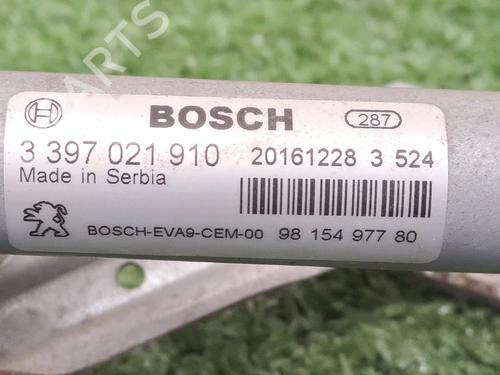 BOSCH 287
3 397 021 910 20161228 3 524
Made in Serbia
BOSCH-EVA9-CEM-00 98 154 977 80
B-PARTS